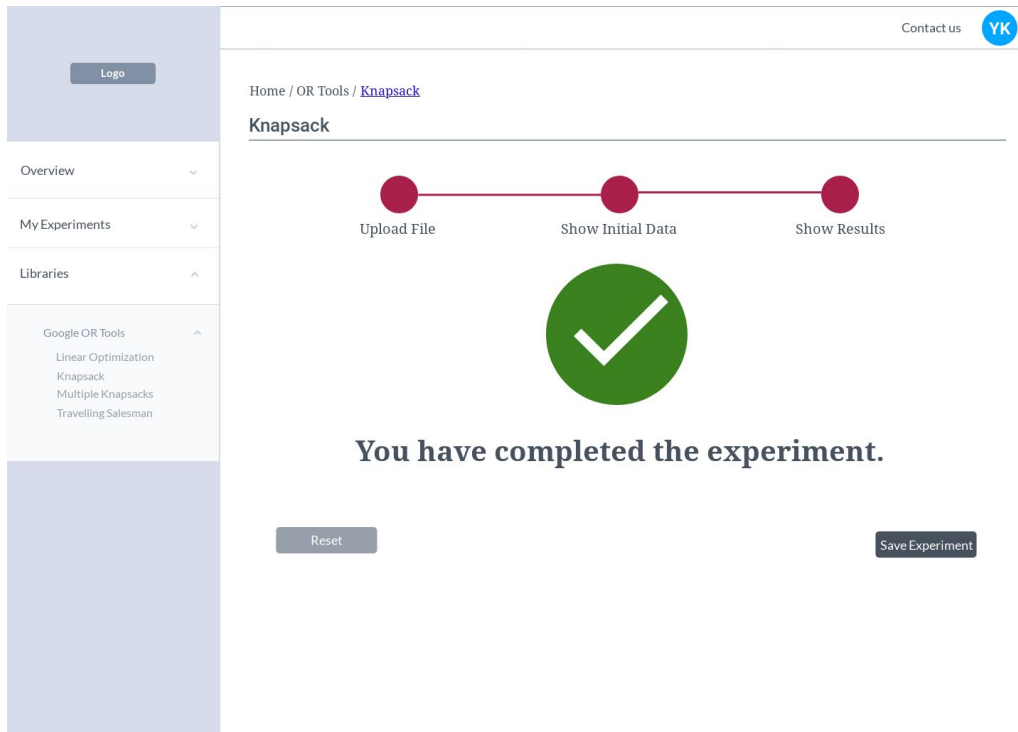 Contact us
YK
Logo
Home / OR Tools / Knapsack
Knapsack
Overview
My Experiments
Libraries
Google OR Tools
Linear Optimization
Knapsack
Multiple Knapsacks
Travelling Salesman
Upload File
Show Initial Data
Show Results
You have completed the experiment.
Reset
Save Experiment